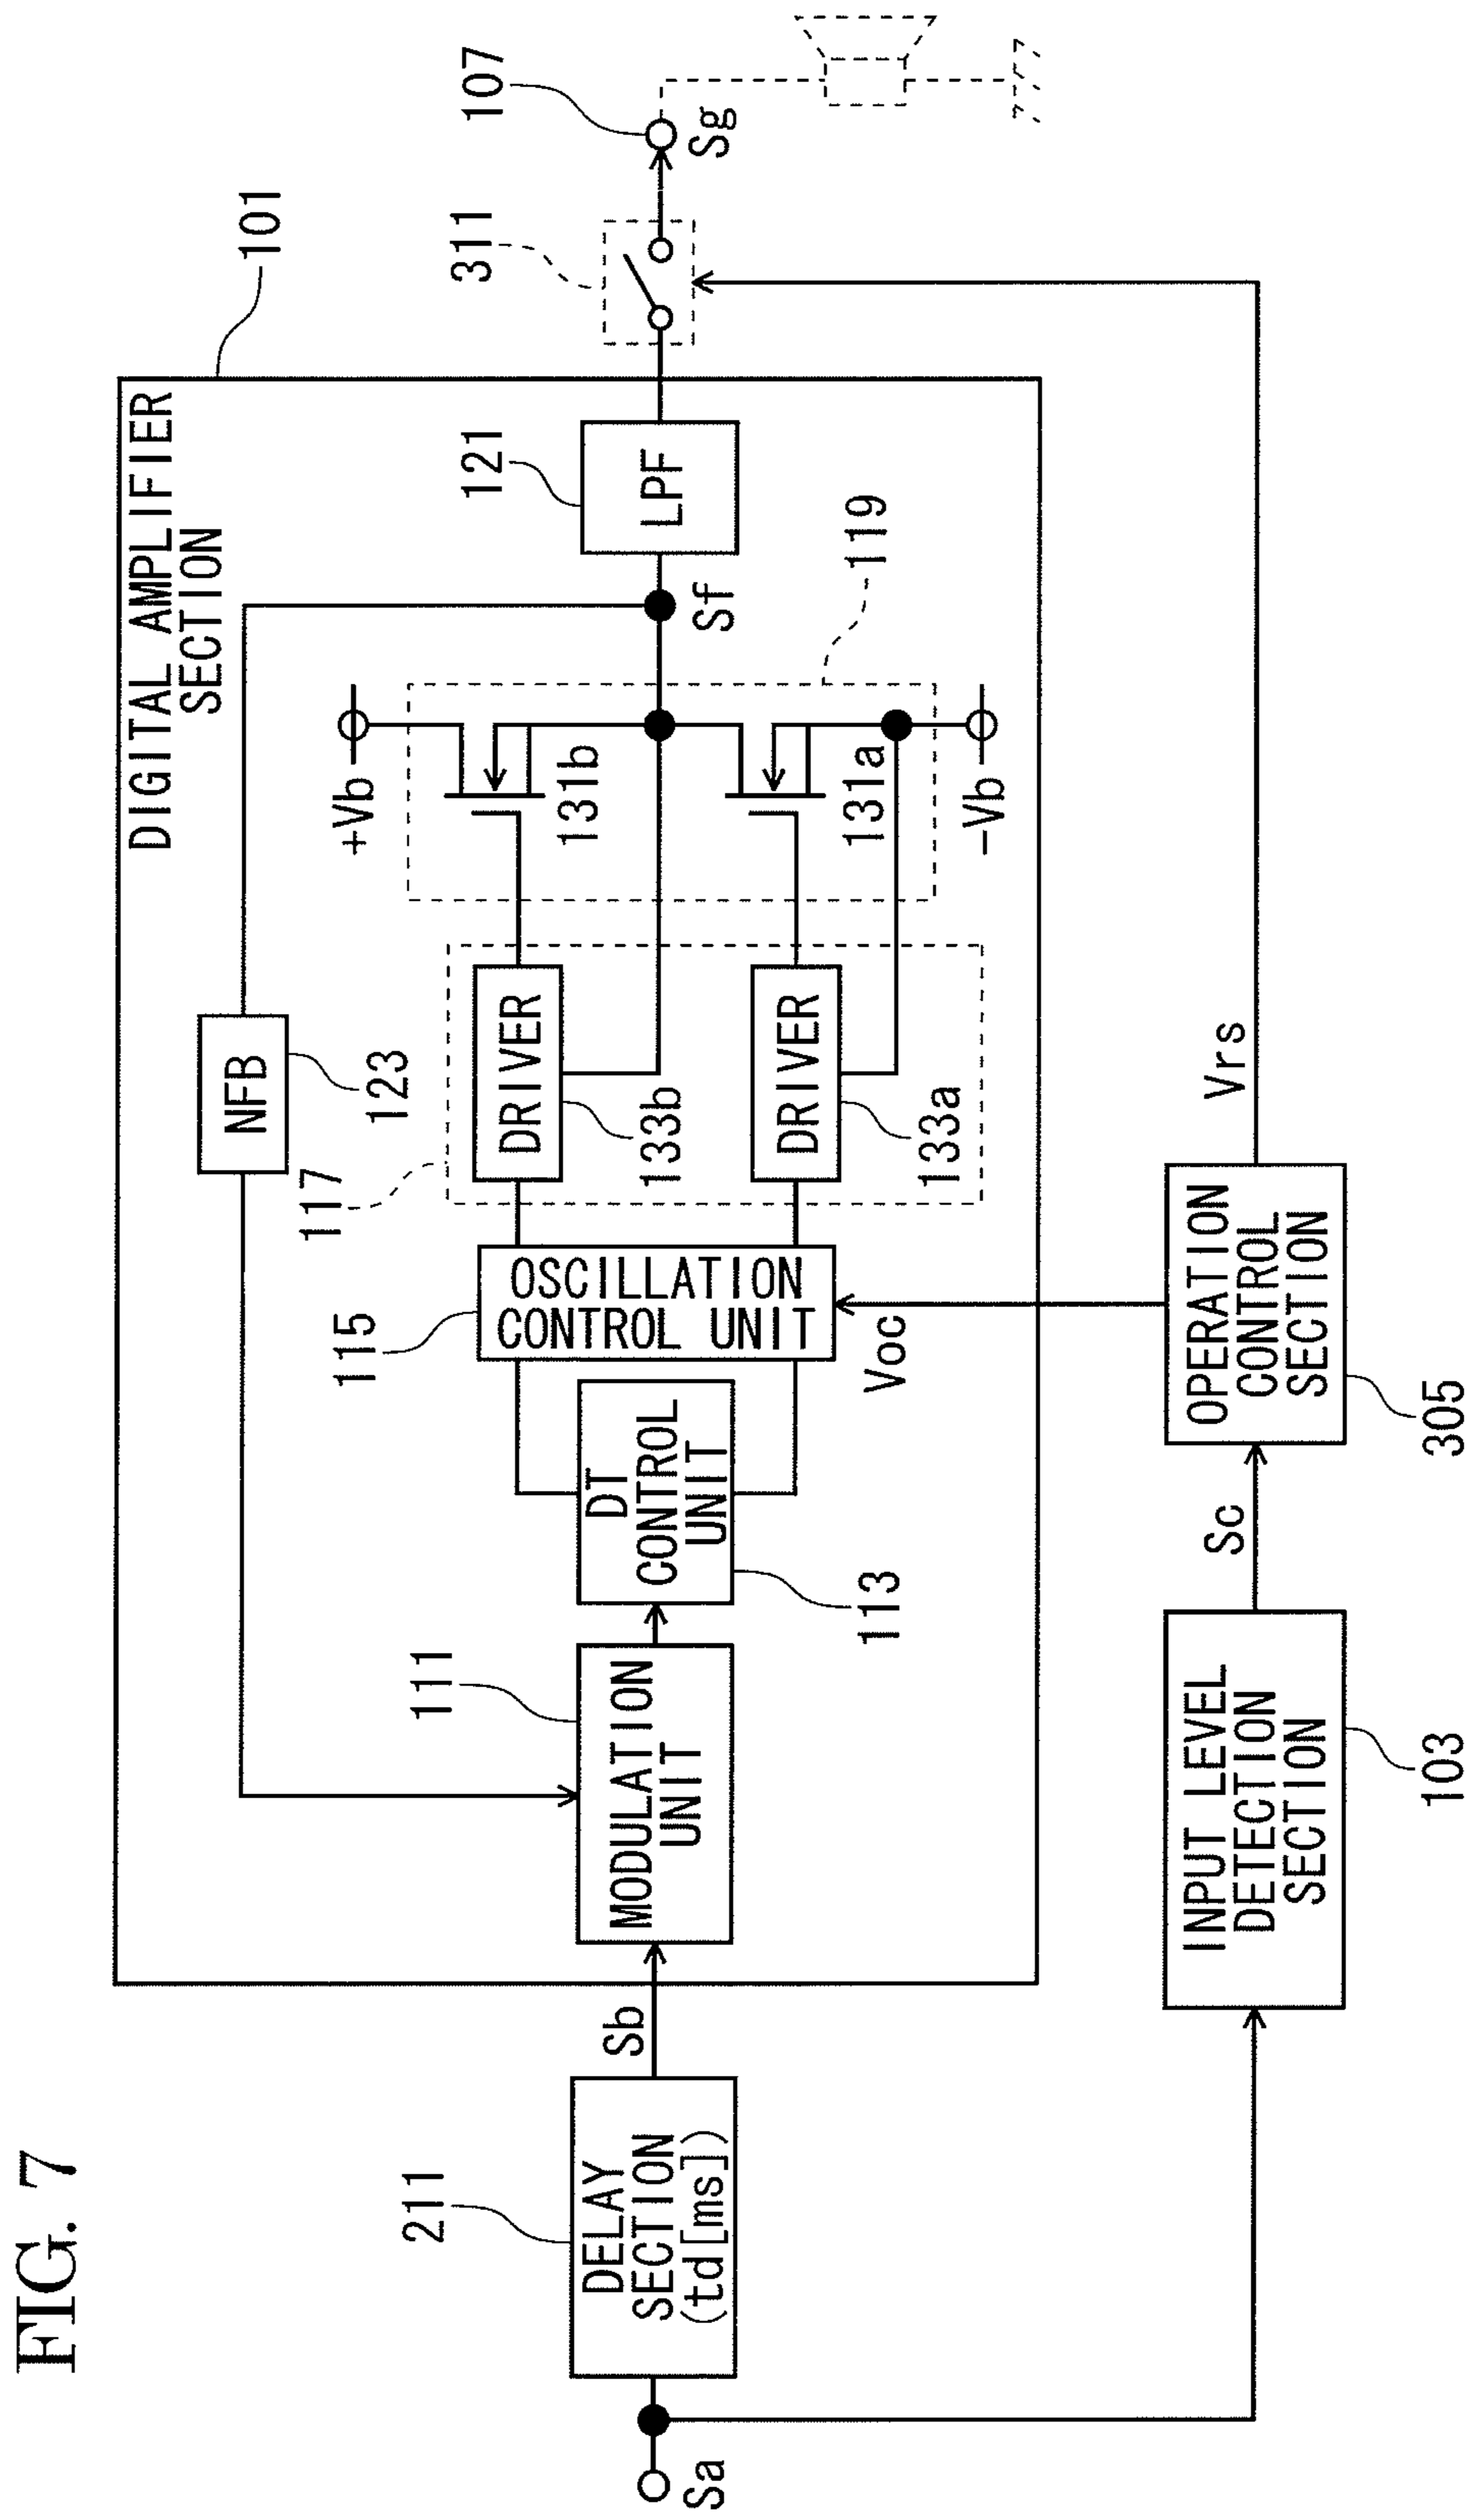 FIG. 7
DIGITAL AMPLIFIER
SECTION
101
NFB
123
+Vb
117
107
311
121
LPF
Sf
Sg
119
131b
131a
-Vb
DRIVER
133b
DRIVER
133a
115
OSCILLATION
CONTROL UNIT
Voc
DT
CONTROL
UNIT
113
111
MODULATION
UNIT
Sb
211
DELAY
SECTION
(td[ms])
Sa
INPUT LEVEL
DETECTION
SECTION
103
Sc
OPERATION
CONTROL
SECTION
305
Vrs